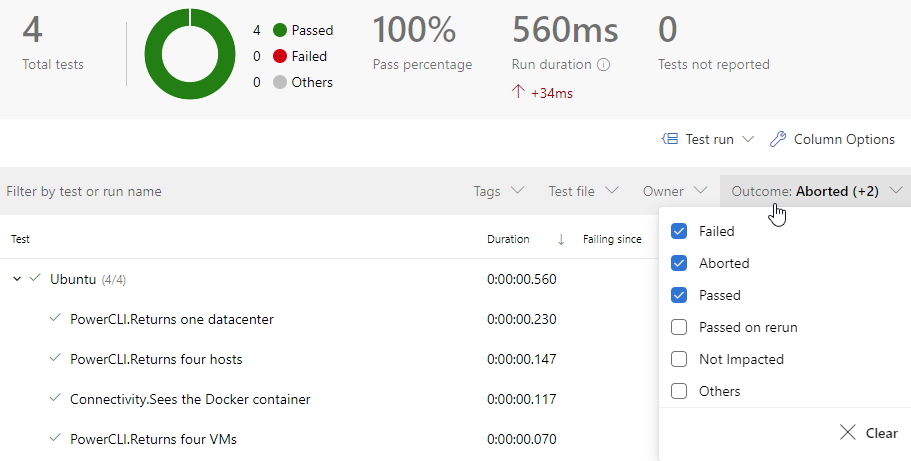 4
Total tests
4 Passed
0 Failed
0 Others
100%
Pass percentage
560ms
Run duration
+34ms
0
Tests not reported
Test run
Column Options
Filter by test or run name
Tags
Test file
Owner
Outcome: Aborted (+2)
Test
Duration
Failing since
Ubuntu (4/4)
0:00:00.560
PowerCLI.Returns one datacenter
0:00:00.230
PowerCLI.Returns four hosts
0:00:00.147
Connectivity.Sees the Docker container
0:00:00.117
PowerCLI.Returns four VMs
0:00:00.070
Failed
Aborted
Passed
Passed on rerun
Not Impacted
Others
Clear